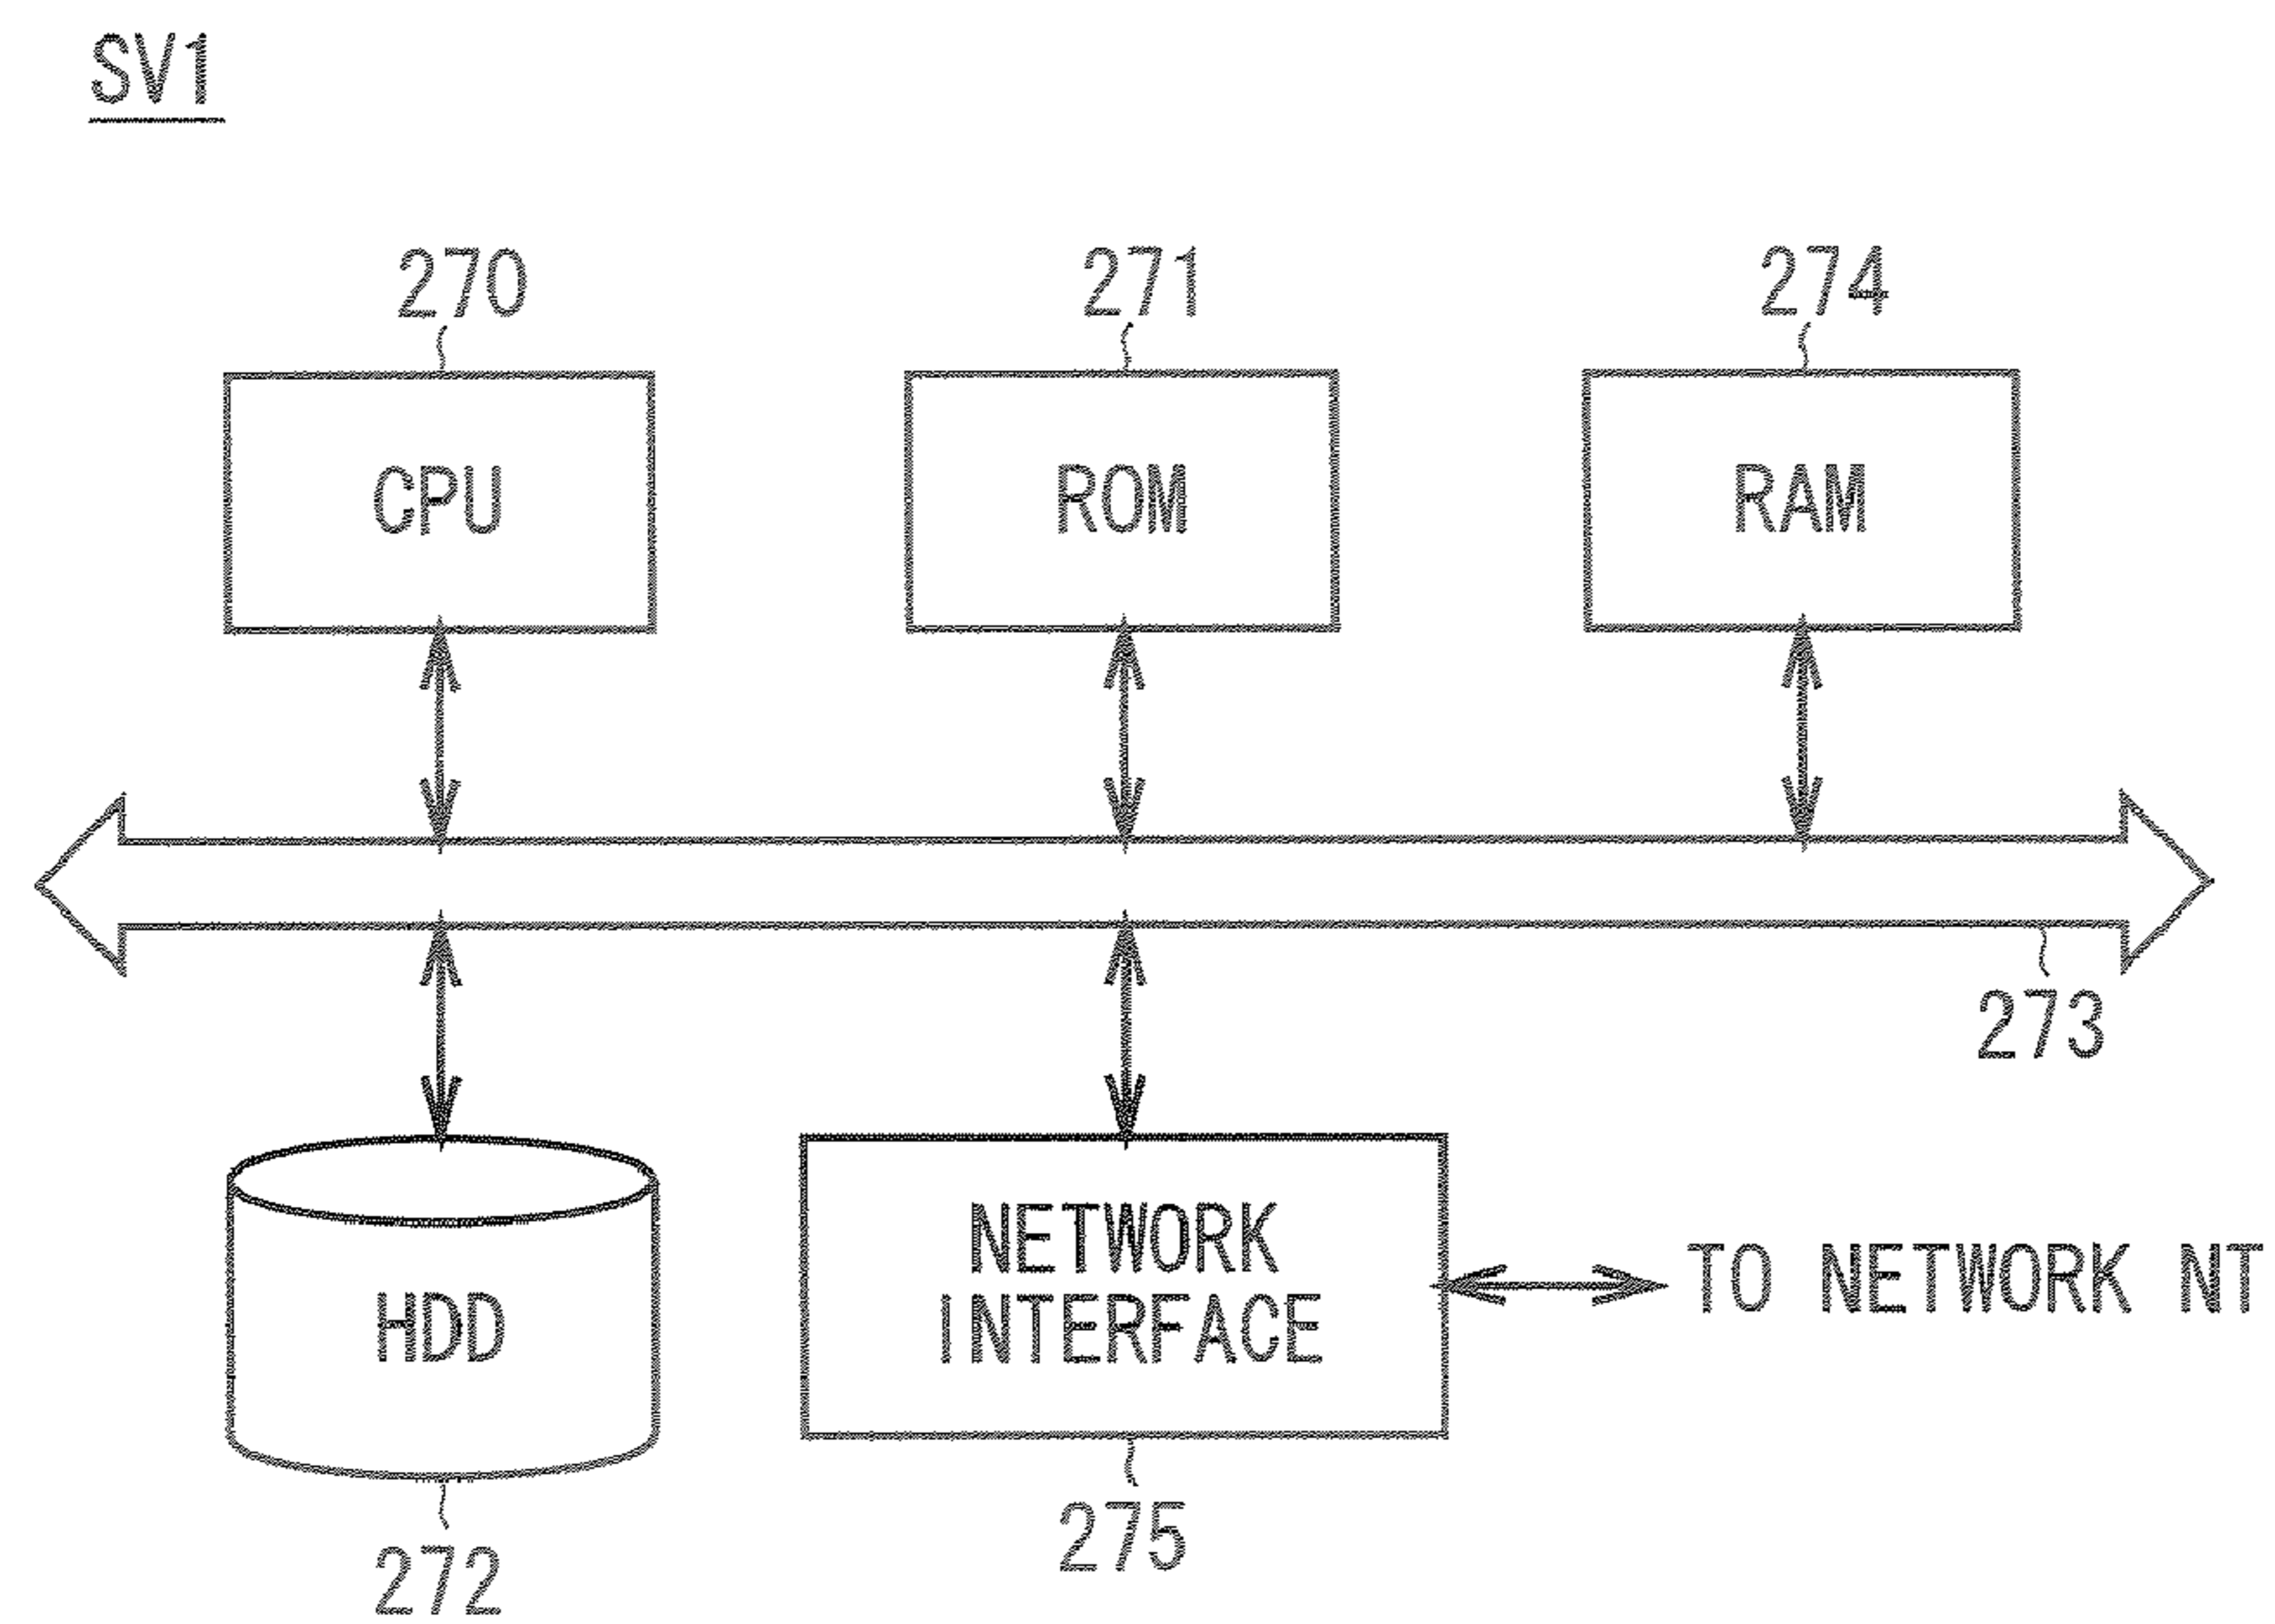 SV1
270
271
274
CPU
ROM
RAM
273
HDD
NETWORK
INTERFACE
TO NETWORK NT
272
275